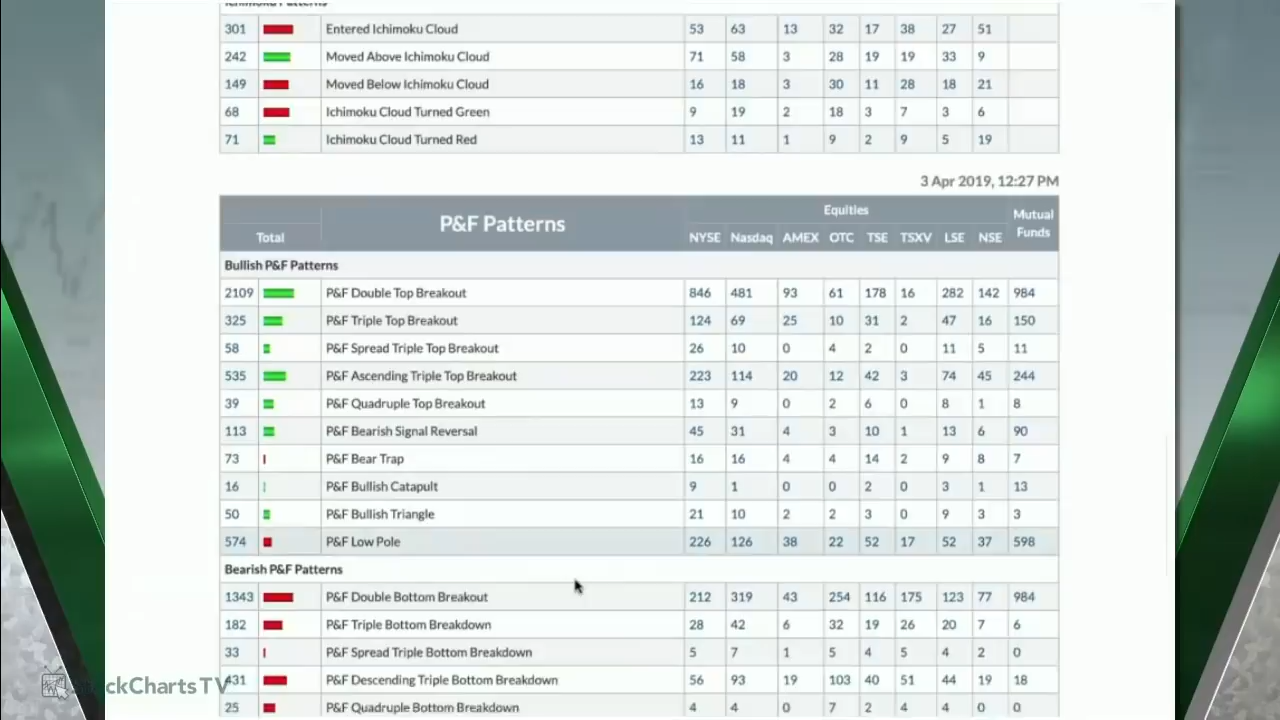 Ichimoku Patterns
301 Entered Ichimoku Cloud 53 63 13 32 17 38 27 51
242 Moved Above Ichimoku Cloud 71 58 3 28 19 19 33 9
149 Moved Below Ichimoku Cloud 16 18 3 30 11 28 18 21
68 Ichimoku Cloud Turned Green 9 19 2 18 3 7 3 6
71 Ichimoku Cloud Turned Red 13 11 1 9 2 9 5 19
3 Apr 2019, 12:27 PM
Total P&F Patterns Equities Mutual Funds
NYSE Nasdaq AMEX OTC TSE TSXV LSE NSE
Bullish P&F Patterns
2109 P&F Double Top Breakout 846 481 93 61 178 16 282 142 984
325 P&F Triple Top Breakout 124 69 25 10 31 2 47 16 150
58 P&F Spread Triple Top Breakout 26 10 0 4 2 0 11 5 11
535 P&F Ascending Triple Top Breakout 223 114 20 12 42 3 74 45 244
39 P&F Quadruple Top Breakout 13 9 0 2 6 0 8 1 8
113 P&F Bearish Signal Reversal 45 31 4 3 10 1 13 6 90
73 P&F Bear Trap 16 16 4 4 14 2 9 8 7
16 P&F Bullish Catapult 9 1 0 0 2 0 3 1 13
50 P&F Bullish Triangle 21 10 2 2 3 0 9 3 3
574 P&F Low Pole 226 126 38 22 52 17 52 37 598
Bearish P&F Patterns
1343 P&F Double Bottom Breakout 212 319 43 254 116 175 123 77 984
182 P&F Triple Bottom Breakdown 28 42 6 32 19 26 20 7 6
33 P&F Spread Triple Bottom Breakdown 5 7 1 5 4 5 4 2 0
431 P&F Descending Triple Bottom Breakdown 56 93 19 103 40 51 44 19 18
25 P&F Quadruple Bottom Breakdown 4 4 0 7 2 4 4 0 0
StockChartsTV